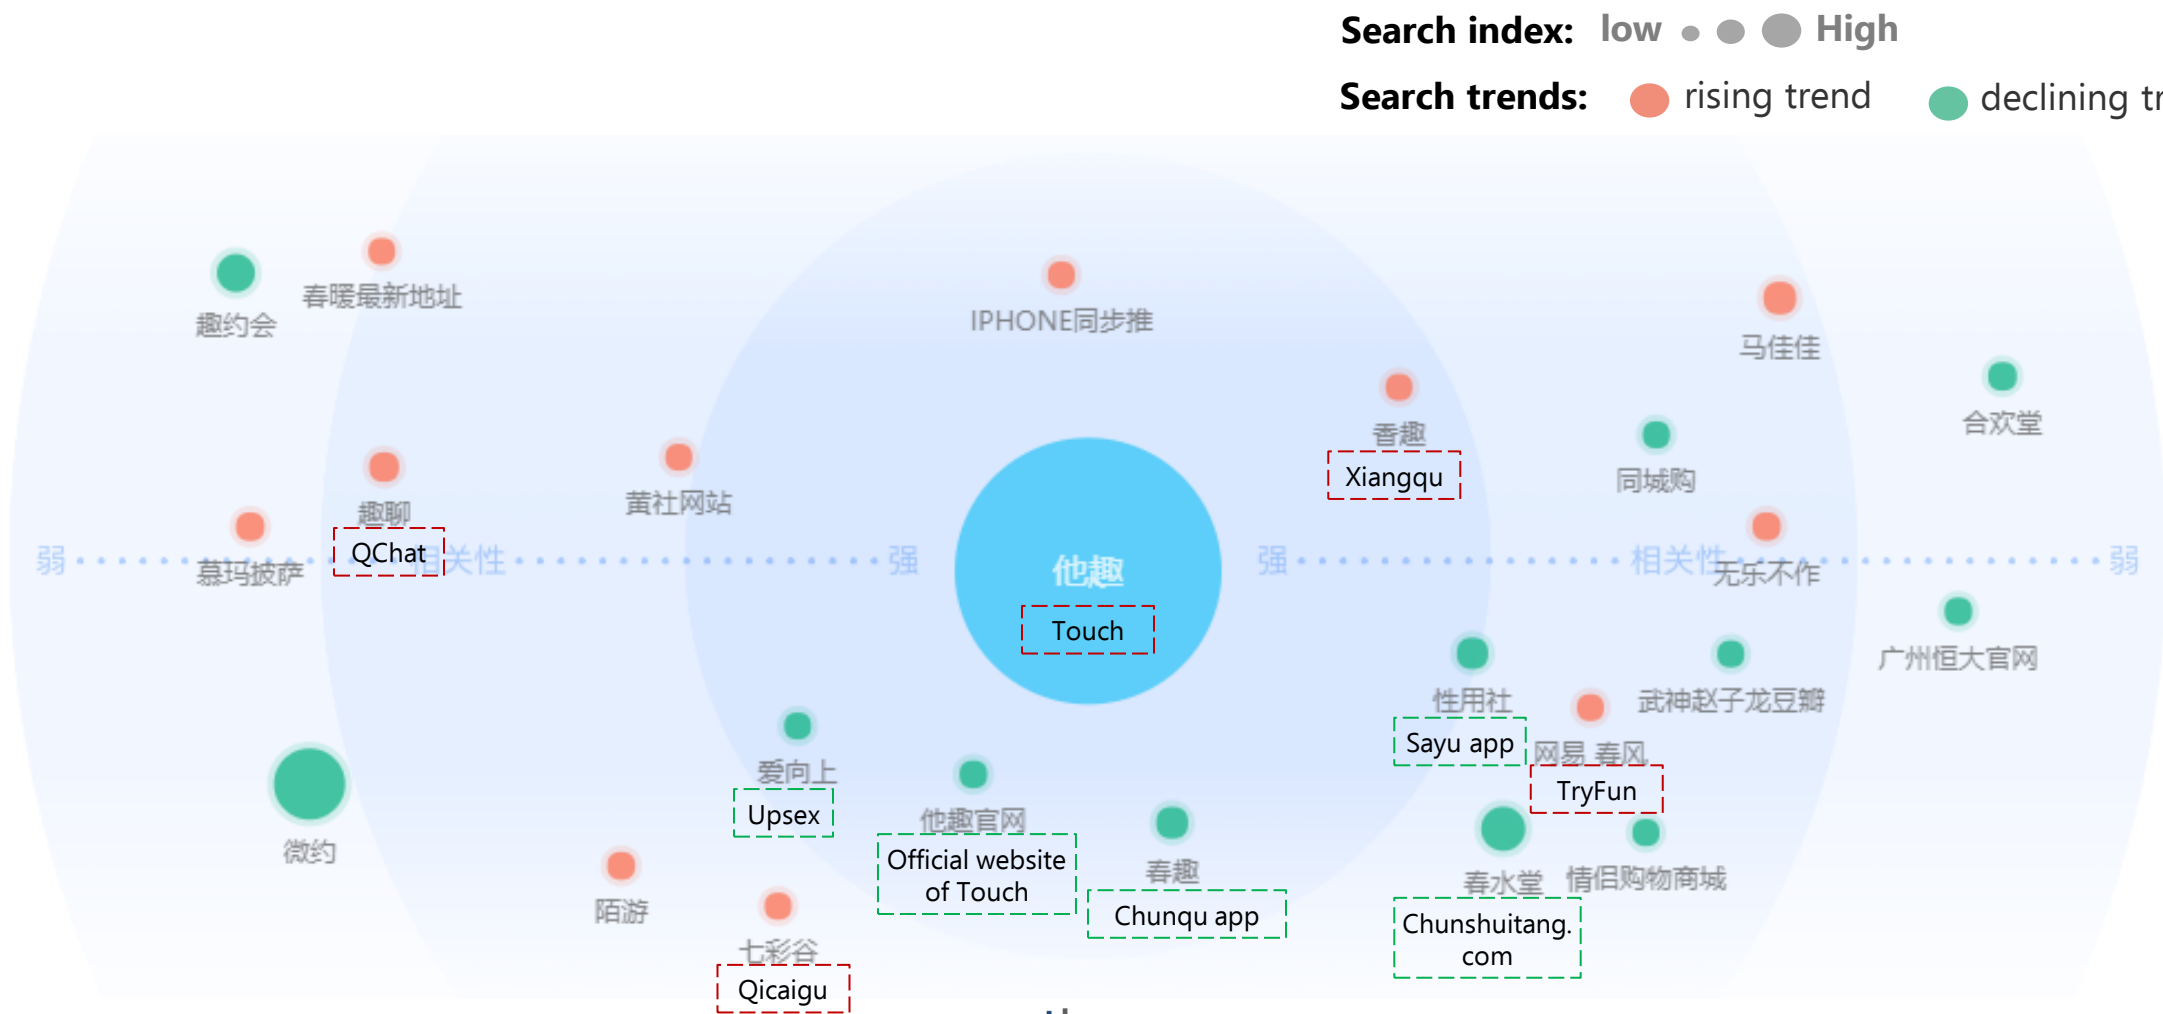 Search index: low High
Search trends: rising trend declining tr
春暖最新地址
趣约会
IPHONE同步推
马佳佳
合欢堂
香趣
Xiangqu
同城购
黄社网站
趣聊
QChat
慕玛披萨
弱 相关性 强
他趣
Touch
强 相关性 弱
无乐不作
广州恒大官网
性用社
Sayu app
武神赵子龙豆瓣
网易 春风
TryFun
爱向上
Upsex
他趣官网
Official website
of Touch
春趣
Chunqu app
春水堂
Chunshuitang.
com
情侣购物商城
微约
陌游
七彩谷
Qicaigu